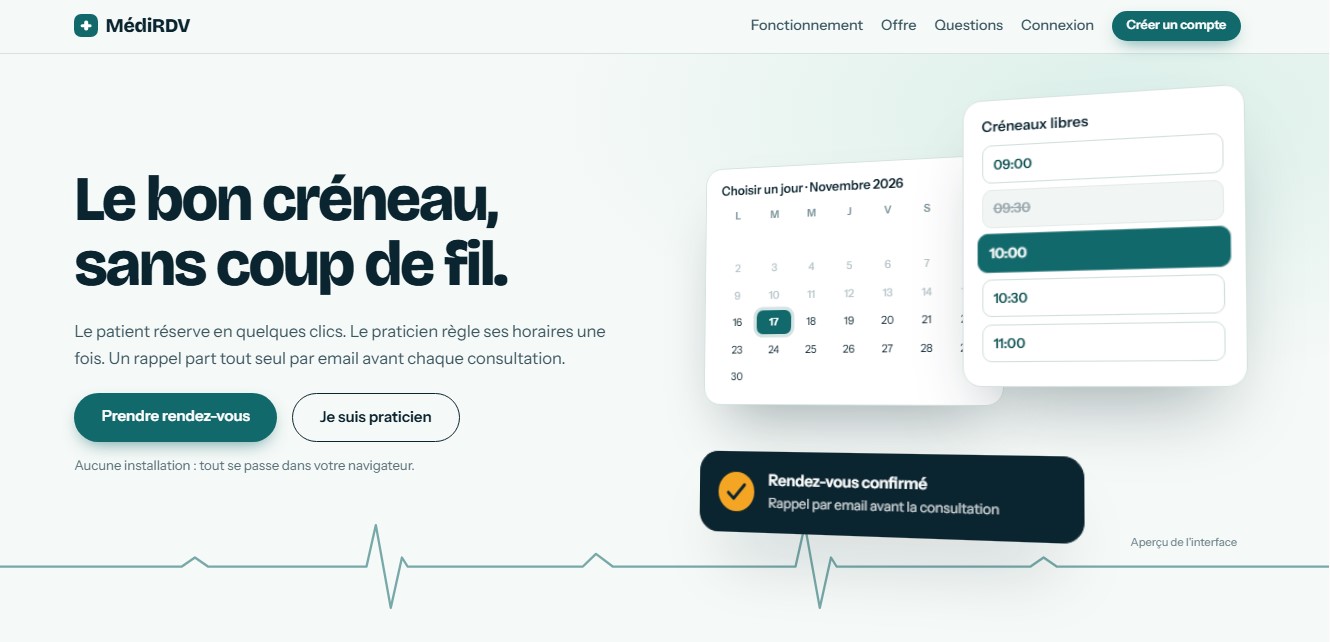 MédiRDV
Fonctionnement Offre Questions Connexion Créer un compte
Le bon créneau,
sans coup de fil.
Le patient réserve en quelques clics. Le praticien règle ses horaires une
fois. Un rappel part tout seul par email avant chaque consultation.
Prendre rendez-vous Je suis praticien
Aucune installation : tout se passe dans votre navigateur.
Choisir un jour · Novembre 2026
L M M J V S
2 3 4 5 6 7
9 10 11 12 13 14
16 17 18 19 20 21
23 24 25 26 27 28
30
Créneaux libres
09:00
09:30
10:00
10:30
11:00
Rendez-vous confirmé
Rappel par email avant la consultation
Aperçu de l'interface